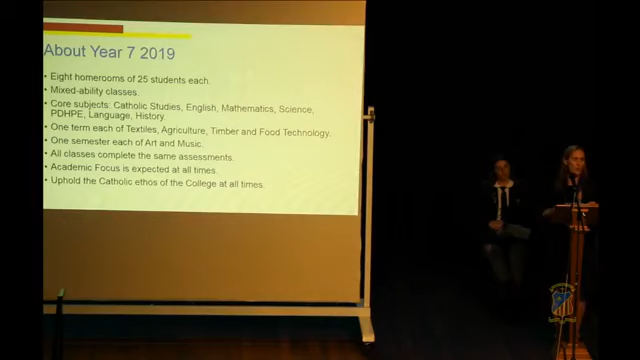 About Year 7 2019
• Eight homerooms of 25 students each.
• Mixed-ability classes.
• Core subjects: Catholic Studies, English, Mathematics, Science,
PDHPE, Language, History.
• One term each of Textiles, Agriculture, Timber and Food Technology.
• One semester each of Art and Music.
• All classes complete the same assessments.
• Academic Focus is expected at all times.
• Uphold the Catholic ethos of the College at all times.